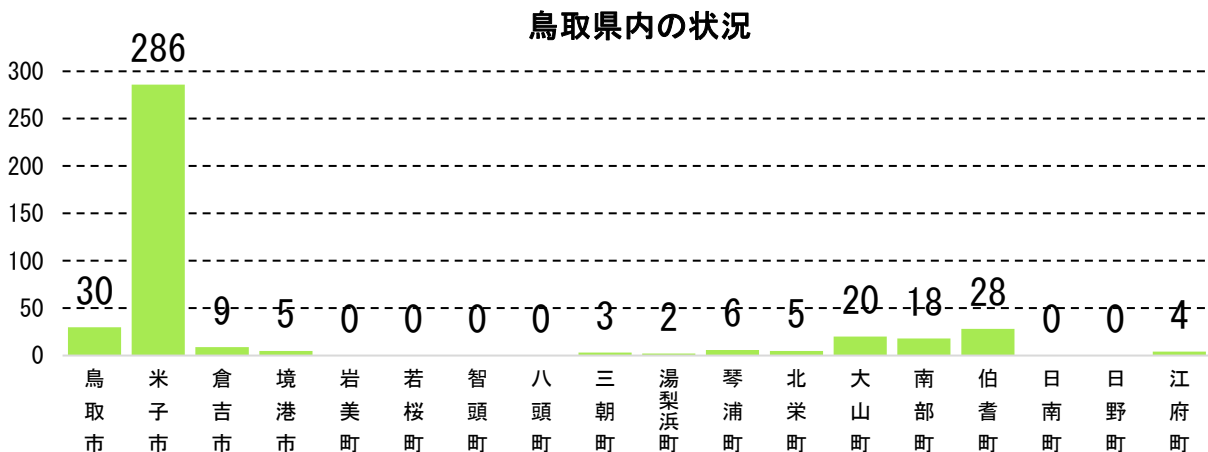 鳥取県内の状況
300
250
200
150
100
50
0
30
286
9
5
0
0
0
0
3
2
6
5
20
18
28
0
0
4
鳥取市
米子市
倉吉市
境港市
岩美町
若桜町
智頭町
八頭町
三朝町
湯梨浜町
琴浦町
北栄町
大山町
南部町
伯耆町
日南町
日野町
江府町